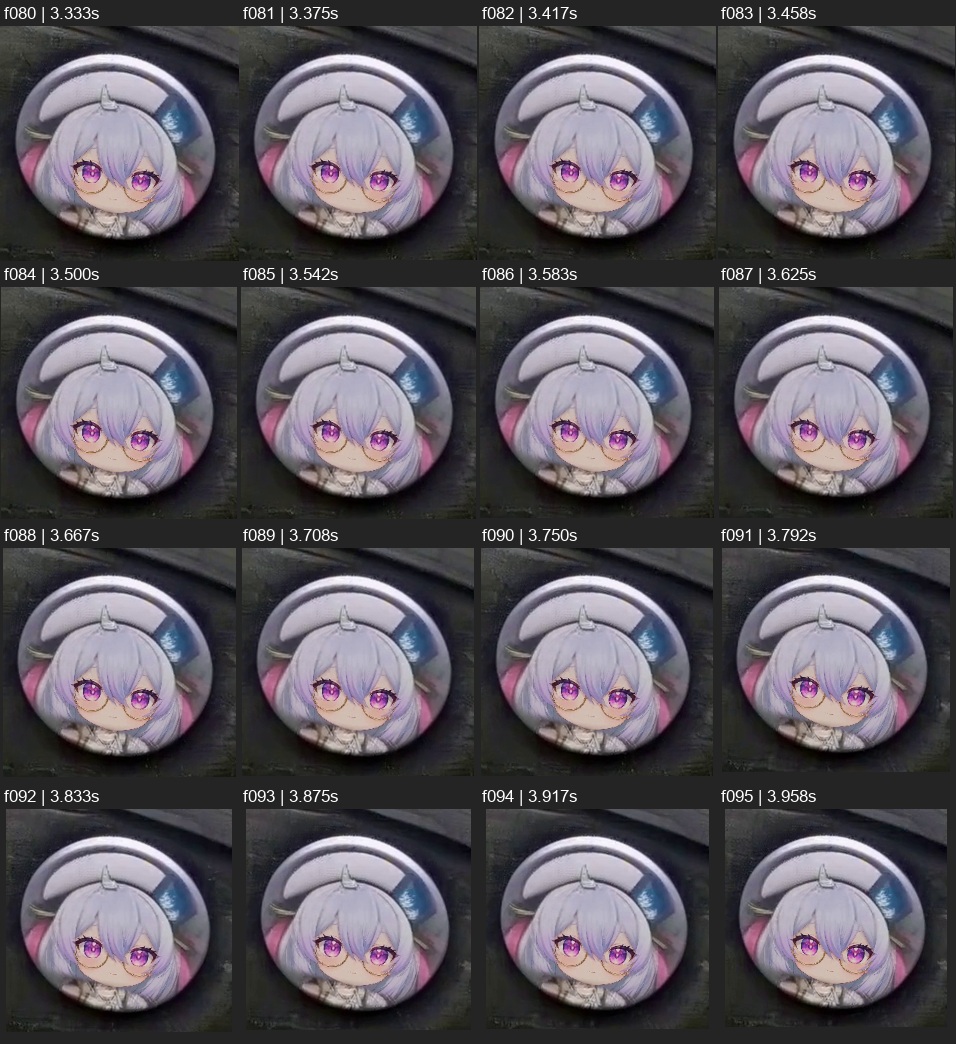 f080 | 3.333s
f081 | 3.375s
f082 | 3.417s
f083 | 3.458s
f084 | 3.500s
f085 | 3.542s
f086 | 3.583s
f087 | 3.625s
f088 | 3.667s
f089 | 3.708s
f090 | 3.750s
f091 | 3.792s
f092 | 3.833s
f093 | 3.875s
f094 | 3.917s
f095 | 3.958s